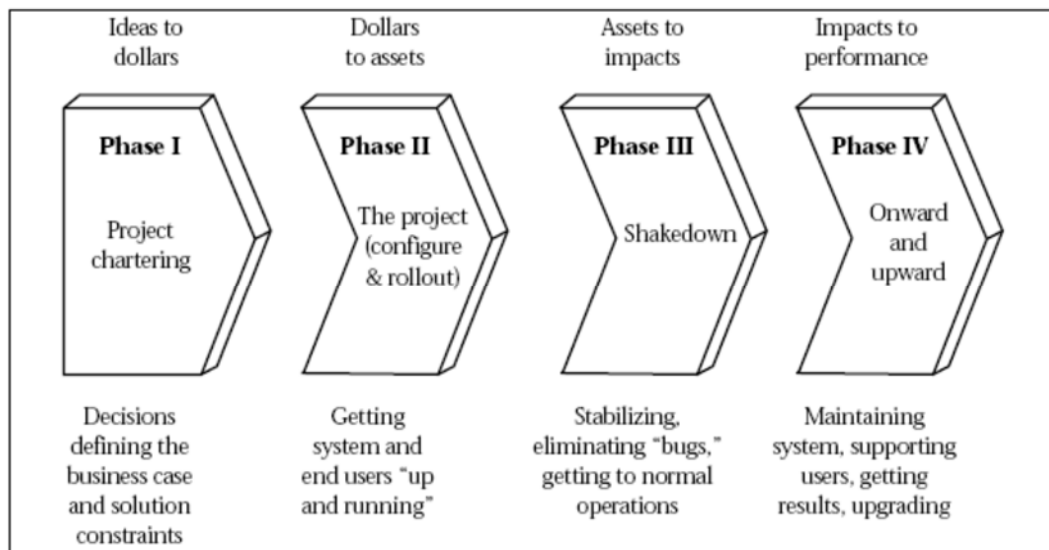 Ideas to
dollars
Dollars
to assets
Assets to
impacts
Impacts to
performance
Phase I
Project
chartering
Phase II
The project
(configure
& rollout)
Phase III
Shakedown
Phase IV
Onward
and
upward
Decisions
defining the
business case
and solution
constraints
Getting
system and
end users “up
and running”
Stabilizing,
eliminating “bugs,”
getting to normal
operations
Maintaining
system, supporting
users, getting
results, upgrading